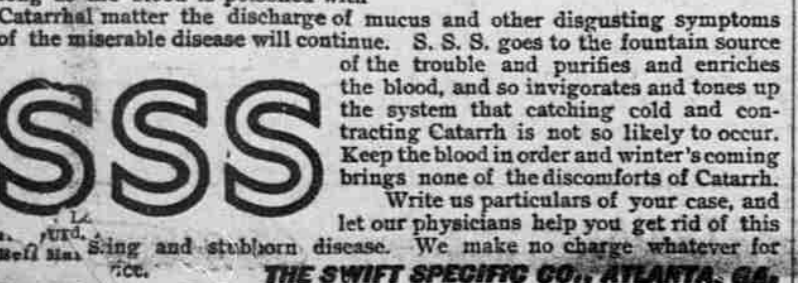 Catarrhal matter the discharge of mucus and other disgusting symptoms
of the miserable disease will continue. S. S. S. goes to the fountain source
of the trouble and purifies and enriches
the blood, and so invigorates and tones up
the system that catching cold and con-
tracting Catarrh is not so likely to occur.
Keep the blood in order and winter's coming
brings none of the discomforts of Catarrh.
SSS
Write us particulars of your case, and
let our physicians help you get rid of this
sing and stubborn disease. We make no charge whatever for
THE SWIFT SPECIFIC CO., ATLANTA, GA.